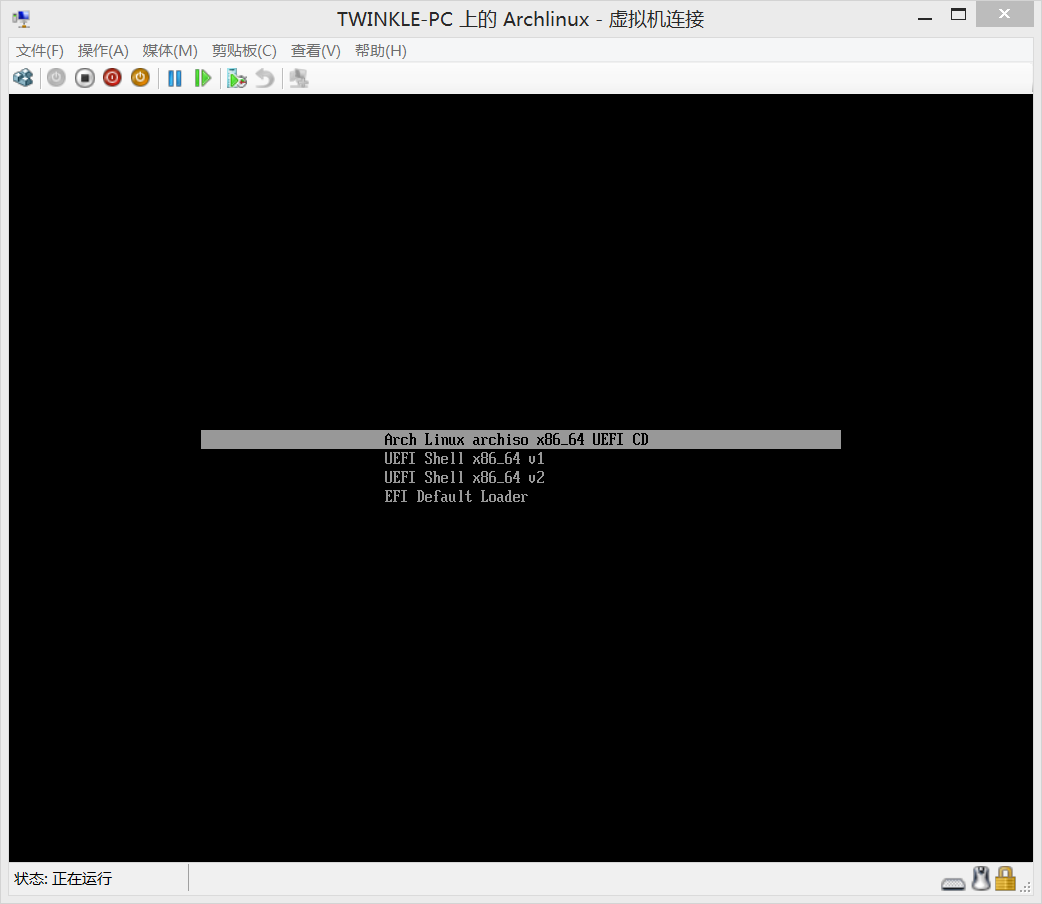 TWINKLE-PC 上的 Archlinux - 虚拟机连接
文件(F) 操作(A) 媒体(M) 剪贴板(C) 查看(V) 帮助(H)
Arch Linux archiso x86_64 UEFI CD
UEFI Shell x86_64 v1
UEFI Shell x86_64 v2
EFI Default Loader
状态: 正在运行